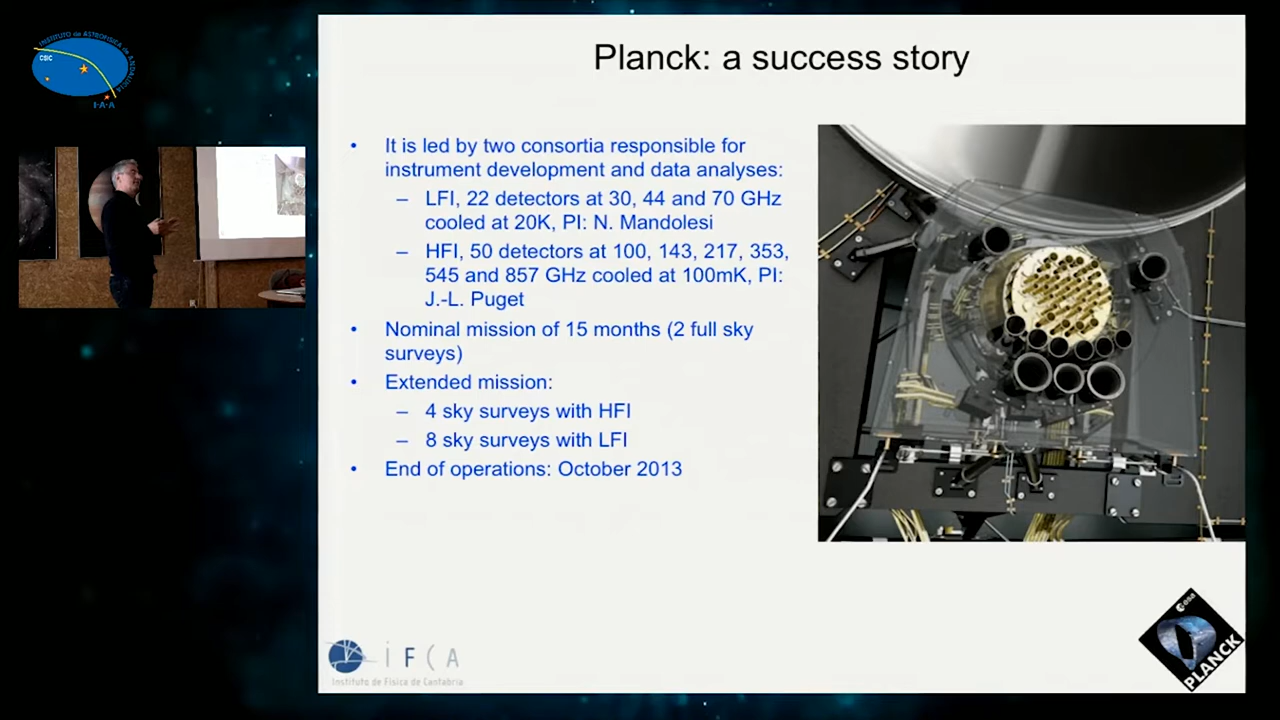 INSTITUTO de ASTROFISICA de ANDALUCIA
CSIC
I-A-A
Planck: a success story
• It is led by two consortia responsible for
instrument development and data analyses:
– LFI, 22 detectors at 30, 44 and 70 GHz
cooled at 20K, PI: N. Mandolesi
– HFI, 50 detectors at 100, 143, 217, 353,
545 and 857 GHz cooled at 100mK, PI:
J.-L. Puget
• Nominal mission of 15 months (2 full sky
surveys)
• Extended mission:
– 4 sky surveys with HFI
– 8 sky surveys with LFI
• End of operations: October 2013
iFCA
Instituto de Física de Cantabria
esa
PLANCK